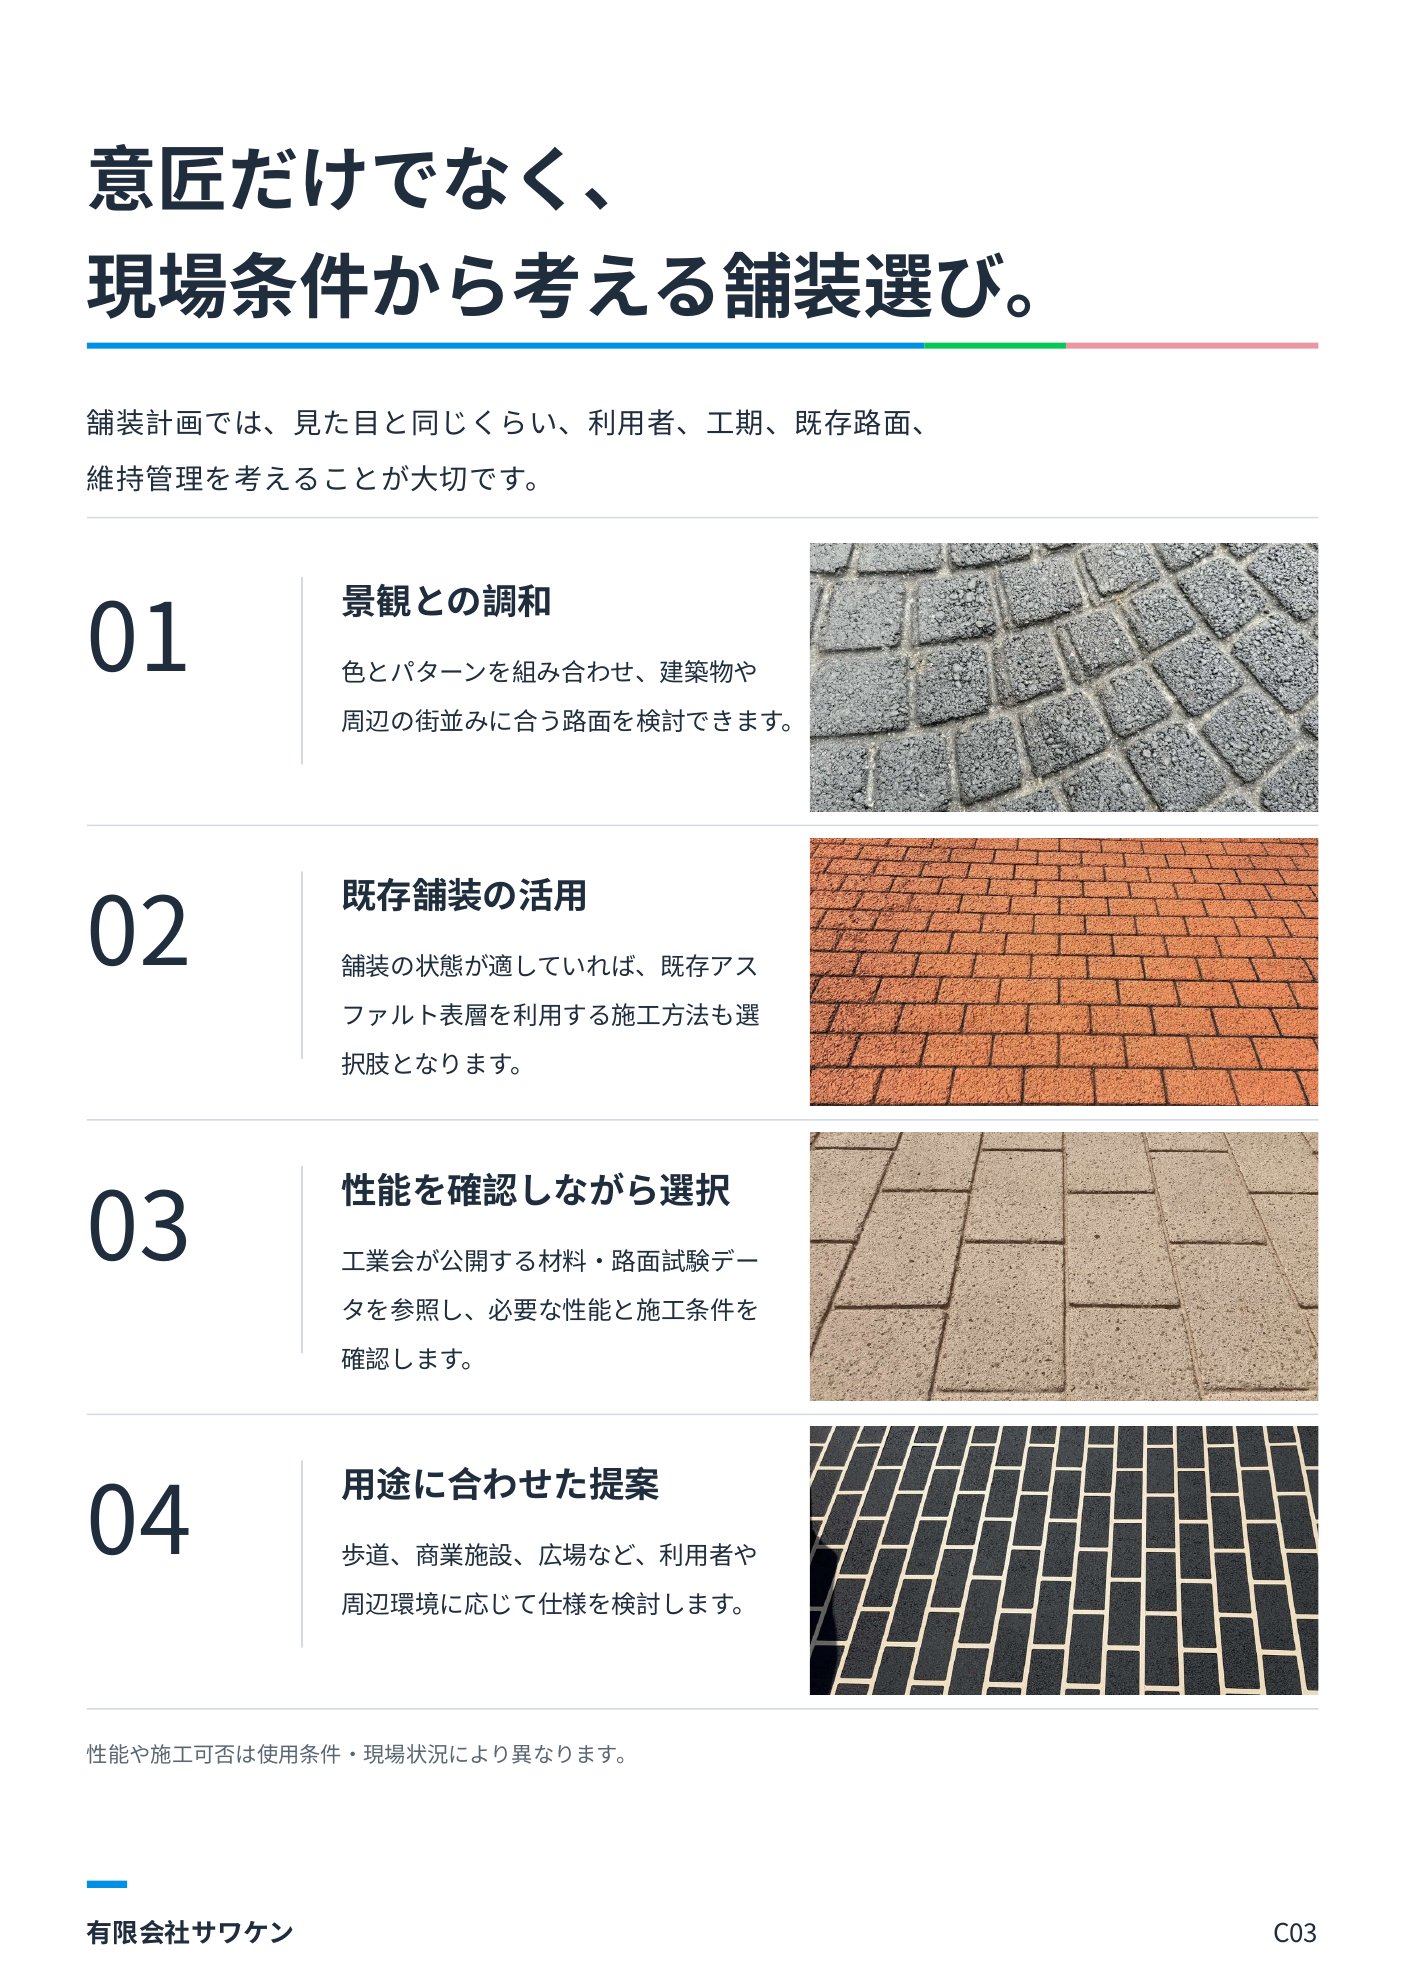 意匠だけでなく、
現場条件から考える舗装選び。
舗装計画では、見た目と同じくらい、利用者、工期、既存路面、
維持管理を考えることが大切です。
01
景観との調和
色とパターンを組み合わせ、建築物や
周辺の街並みに合う路面を検討できます。
02
既存舗装の活用
舗装の状態が適していれば、既存アス
ファルト表層を利用する施工方法も選
択肢となります。
03
性能を確認しながら選択
工業会が公開する材料・路面試験デー
タを参照し、必要な性能と施工条件を
確認します。
04
用途に合わせた提案
歩道、商業施設、広場など、利用者や
周辺環境に応じて仕様を検討します。
性能や施工可否は使用条件・現場状況により異なります。
有限会社サワケン
C03